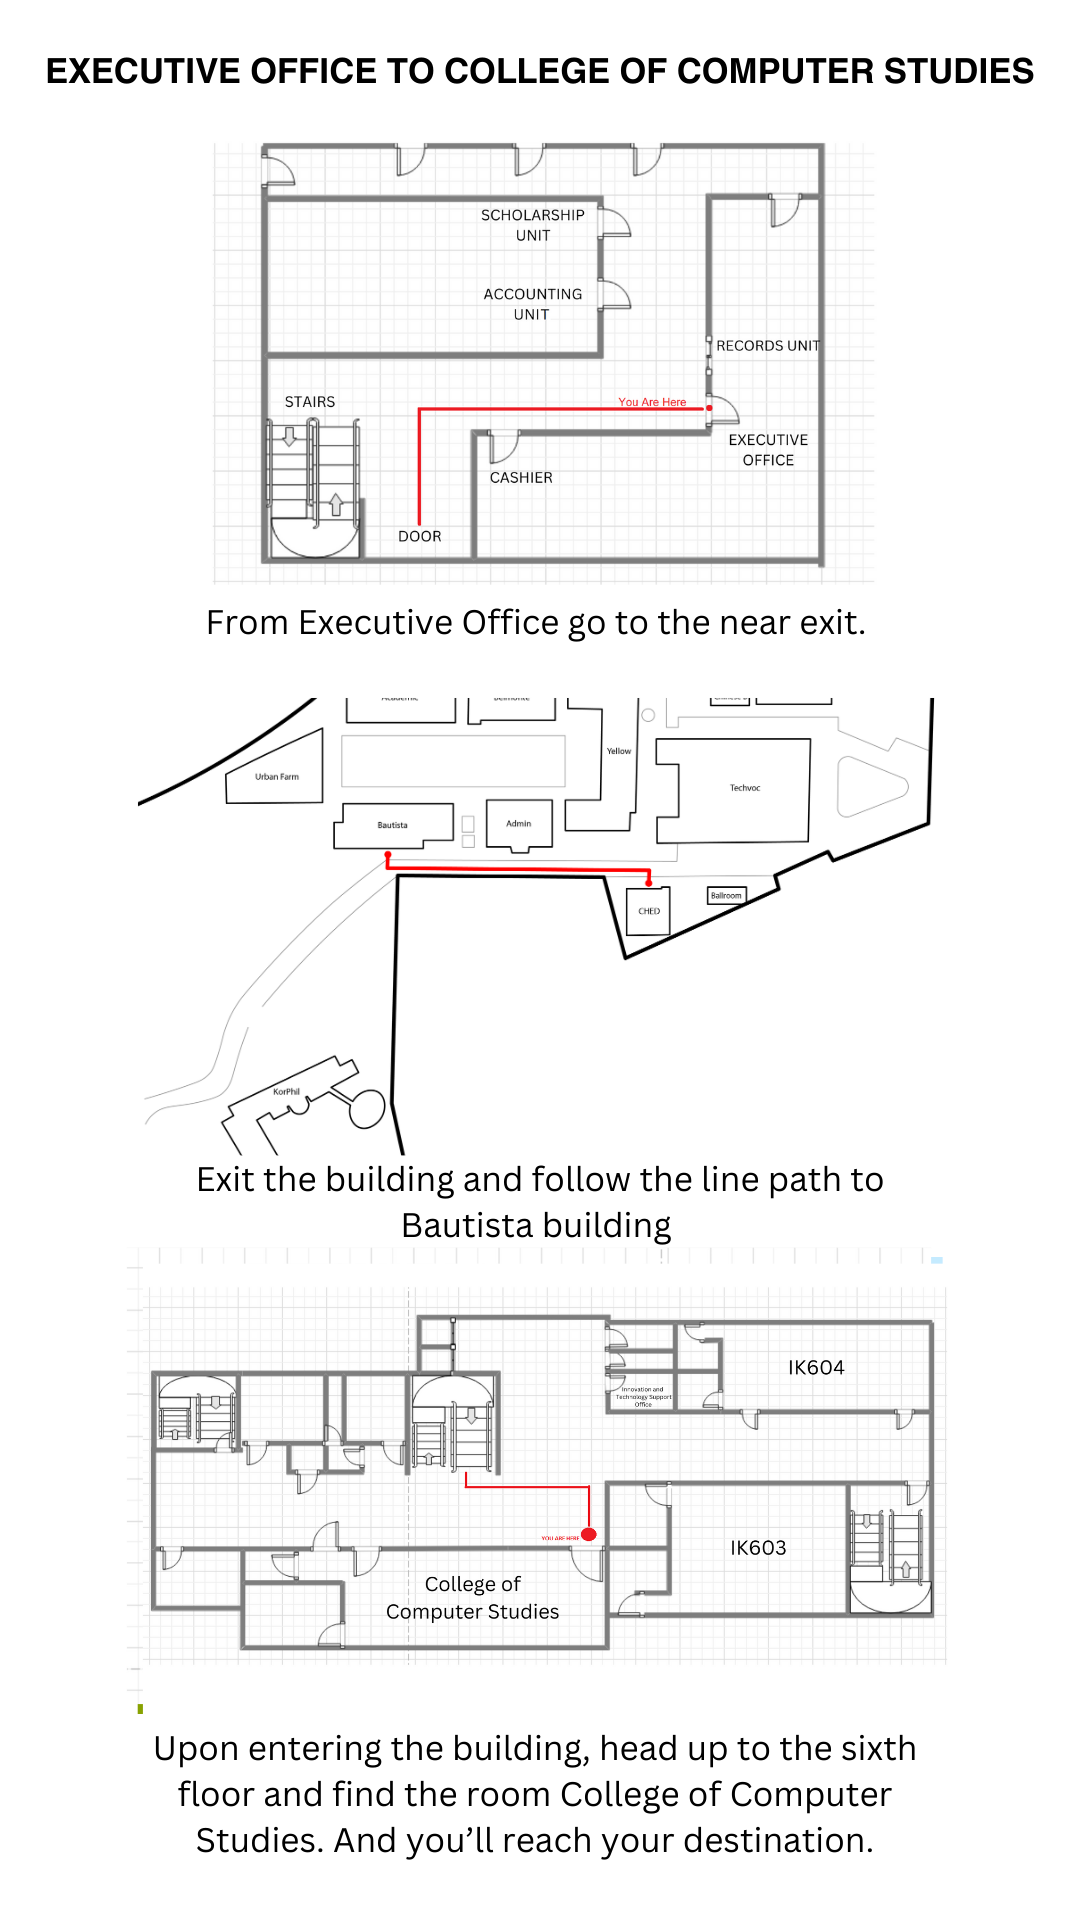 EXECUTIVE OFFICE TO COLLEGE OF COMPUTER STUDIES
SCHOLARSHIP
UNIT
ACCOUNTING
UNIT
RECORDS UNIT
STAIRS
You Are Here
EXECUTIVE
OFFICE
CASHIER
DOOR
From Executive Office go to the near exit.
Academic
Belmonte
Yellow
Urban Farm
Techvoc
Bautista
Admin
Ballroom
CHED
KorPhil
Exit the building and follow the line path to
Bautista building
IK604
Innovation and
Technology Support
Office
YOU ARE HERE
IK603
College of
Computer Studies
Upon entering the building, head up to the sixth
floor and find the room College of Computer
Studies. And you’ll reach your destination.